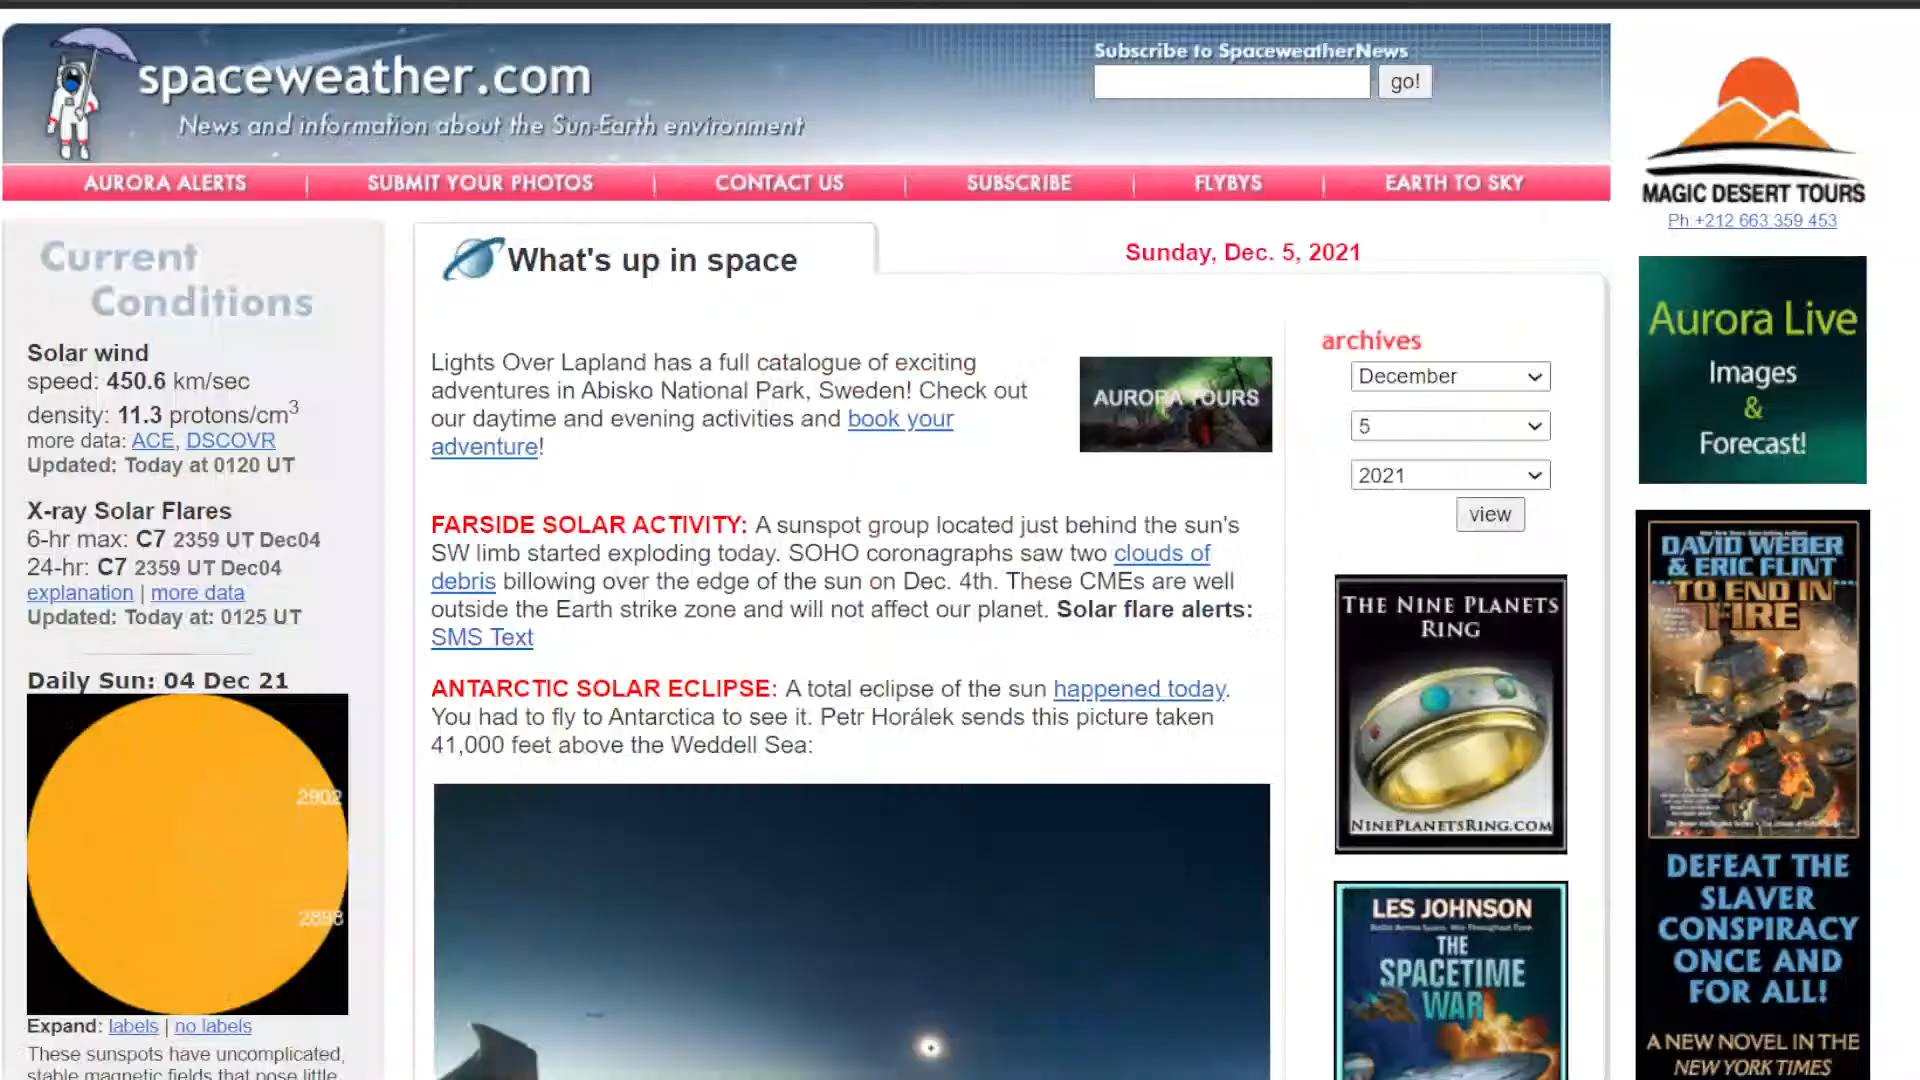 spaceweather.com
News and information about the Sun-Earth environment
Subscribe to SpaceweatherNews
go!
AURORA ALERTS | SUBMIT YOUR PHOTOS | CONTACT US | SUBSCRIBE | FLYBYS | EARTH TO SKY
Current
Conditions
Solar wind
speed: 450.6 km/sec
density: 11.3 protons/cm3
more data: ACE, DSCOVR
Updated: Today at 0120 UT
X-ray Solar Flares
6-hr max: C7 2359 UT Dec04
24-hr: C7 2359 UT Dec04
explanation | more data
Updated: Today at: 0125 UT
Daily Sun: 04 Dec 21
2902
2898
Expand: labels | no labels
These sunspots have uncomplicated,
stable magnetic fields that pose little
What's up in space
Sunday, Dec. 5, 2021
Lights Over Lapland has a full catalogue of exciting
adventures in Abisko National Park, Sweden! Check out
our daytime and evening activities and book your
adventure!
AURORA TOURS
FARSIDE SOLAR ACTIVITY: A sunspot group located just behind the sun's
SW limb started exploding today. SOHO coronagraphs saw two clouds of
debris billowing over the edge of the sun on Dec. 4th. These CMEs are well
outside the Earth strike zone and will not affect our planet. Solar flare alerts:
SMS Text
ANTARCTIC SOLAR ECLIPSE: A total eclipse of the sun happened today.
You had to fly to Antarctica to see it. Petr Horálek sends this picture taken
41,000 feet above the Weddell Sea:
archives
December
5
2021
view
THE NINE PLANETS
RING
NINEPLANETSRING.COM
LES JOHNSON
THE
SPACETIME
WAR
MAGIC DESERT TOURS
Ph +212 663 359 453
Aurora Live
Images
&
Forecast!
DAVID WEBER
& ERIC FLINT
TO END IN
FIRE
DEFEAT THE
SLAVER
CONSPIRACY
ONCE AND
FOR ALL!
A NEW NOVEL IN THE
NEW YORK TIMES